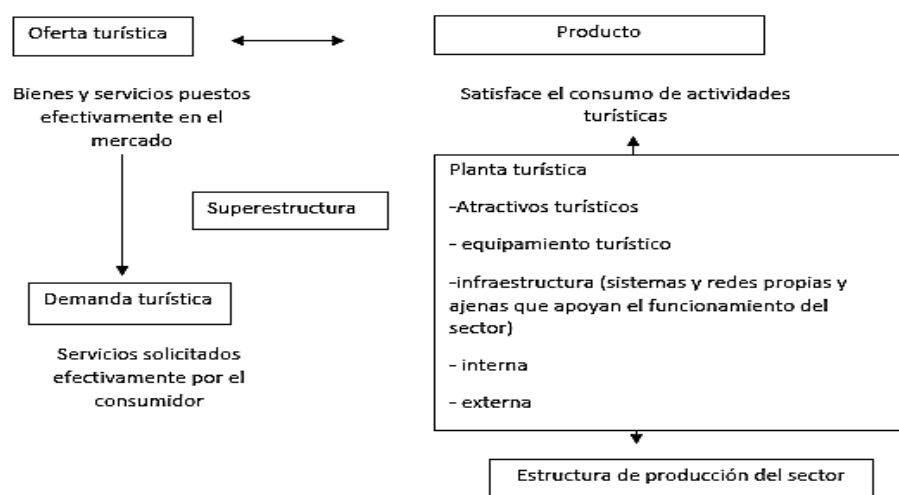 Oferta turística
Producto
Bienes y servicios puestos
efectivamente en el
mercado
Satisface el consumo de actividades
turísticas
Superestructura
Planta turística
-Atractivos turísticos
- equipamiento turístico
-infraestructura (sistemas y redes propias y
ajenas que apoyan el funcionamiento del
sector)
- interna
- externa
Demanda turística
Servicios solicitados
efectivamente por el
consumidor
Estructura de producción del sector